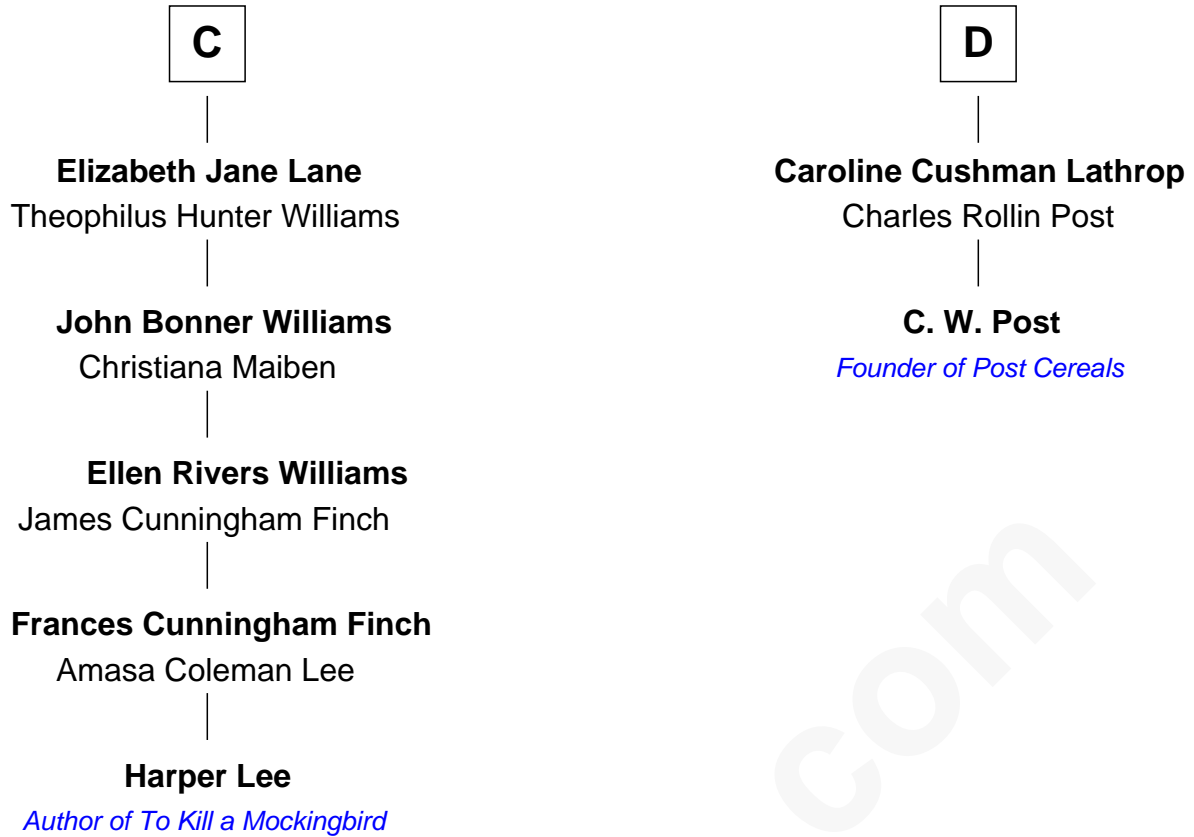 C
Elizabeth Jane Lane
Theophilus Hunter Williams
John Bonner Williams
Christiana Maiben
Ellen Rivers Williams
James Cunningham Finch
Frances Cunningham Finch
Amasa Coleman Lee
Harper Lee
Author of To Kill a Mockingbird
D
Caroline Cushman Lathrop
Charles Rollin Post
C. W. Post
Founder of Post Cereals
com